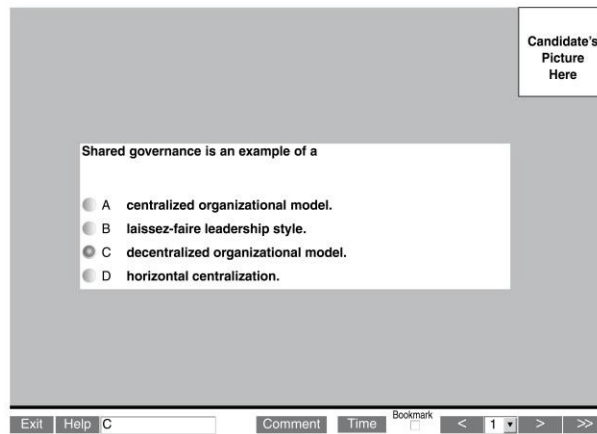 Candidate's
Picture
Here
Shared governance is an example of a
A centralized organizational model.
B laissez-faire leadership style.
C decentralized organizational model.
D horizontal centralization.
Bookmark
Exit Help C Comment Time < 1 > >>